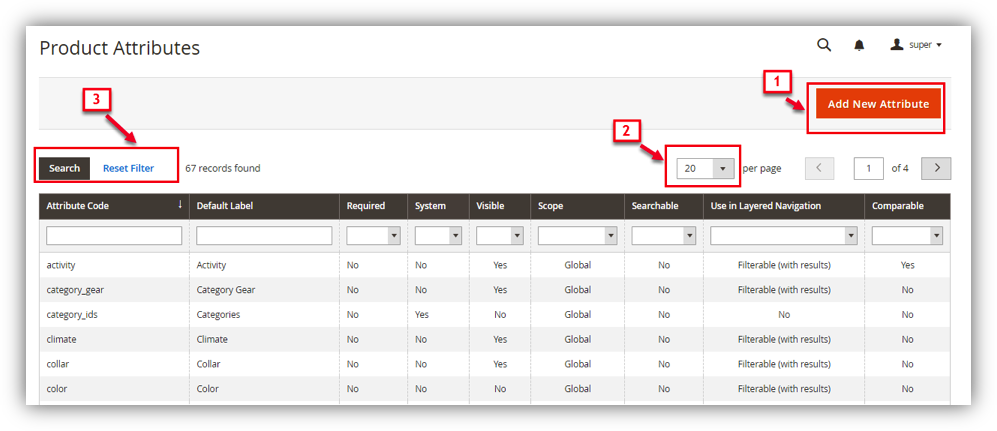 Product Attributes
super
1
Add New Attribute
3
2
Search Reset Filter 67 records found 20 per page 1 of 4
Attribute Code ↓ Default Label Required System Visible Scope Searchable Use in Layered Navigation Comparable
activity Activity No No Yes Global No Filterable (with results) Yes
category_gear Category Gear No No Yes Global No Filterable (with results) No
category_ids Categories No Yes No Global No No No
climate Climate No No Yes Global No Filterable (with results) No
collar Collar No No Yes Global No Filterable (with results) No
color Color No No No Global No Filterable (with results) No